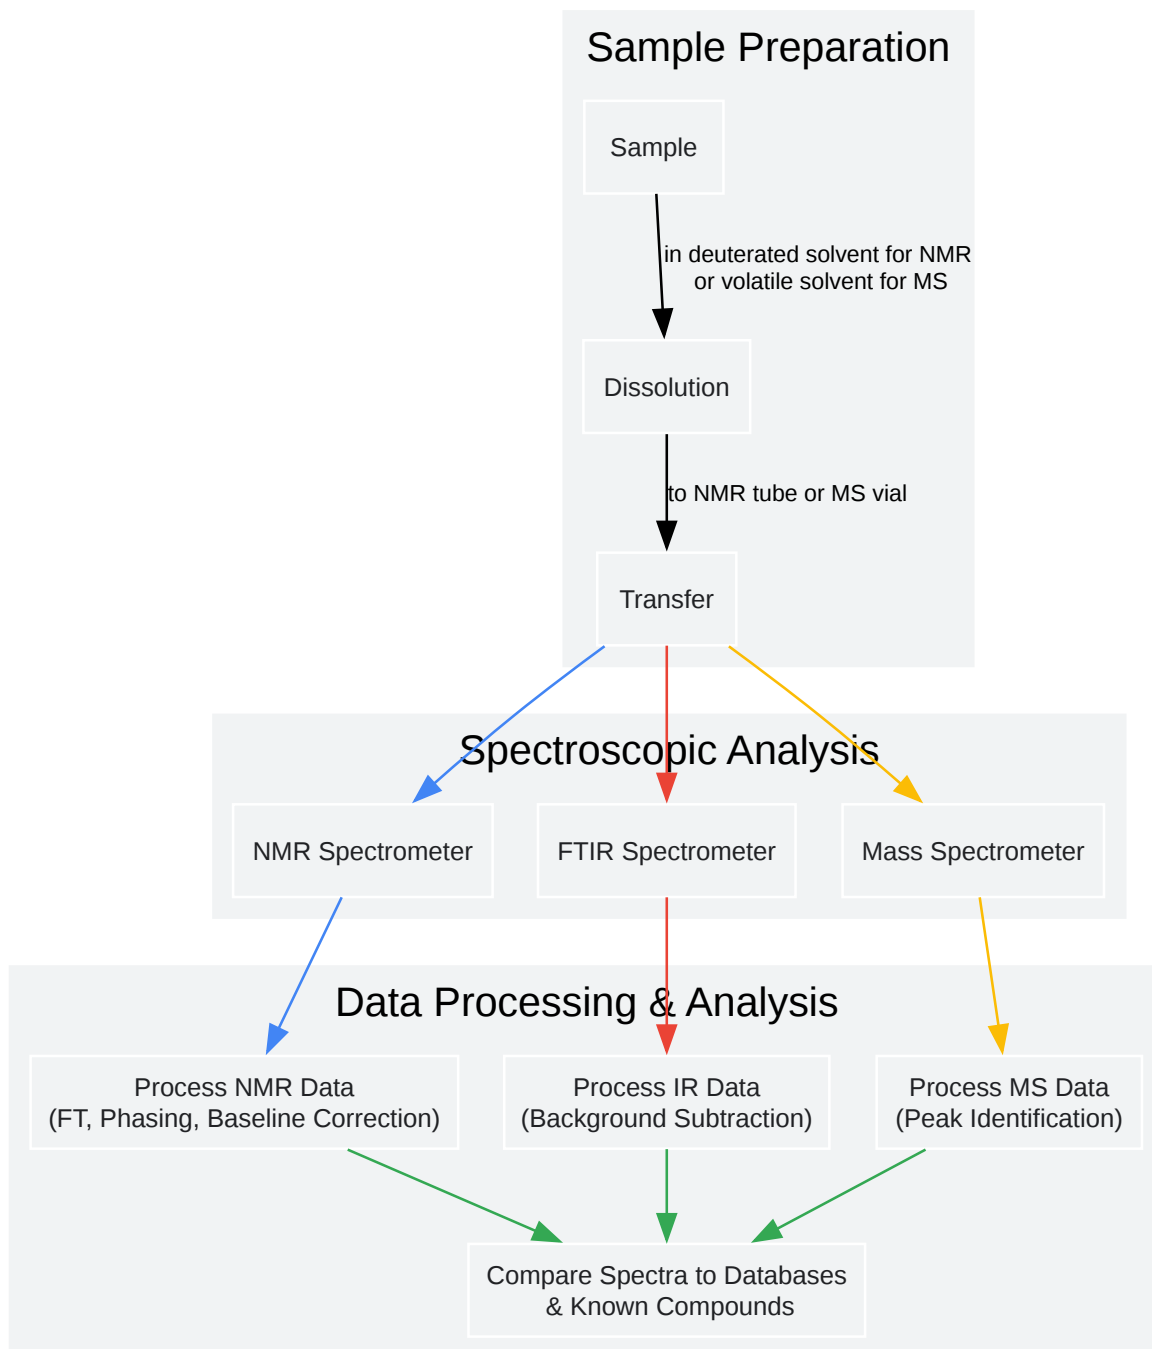 Sample Preparation
Sample
in deuterated solvent for NMR
or volatile solvent for MS
Dissolution
to NMR tube or MS vial
Transfer
Spectroscopic Analysis
NMR Spectrometer
FTIR Spectrometer
Mass Spectrometer
Data Processing & Analysis
Process NMR Data
(FT, Phasing, Baseline Correction)
Process IR Data
(Background Subtraction)
Process MS Data
(Peak Identification)
Compare Spectra to Databases
& Known Compounds